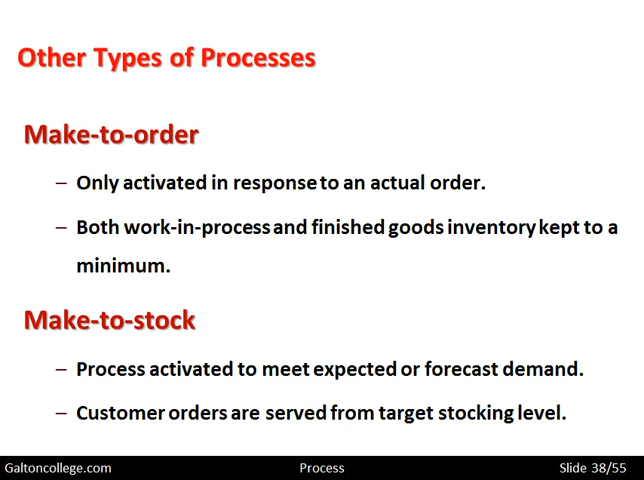 Other Types of Processes
Make-to-order
– Only activated in response to an actual order.
– Both work-in-process and finished goods inventory kept to a
minimum.
Make-to-stock
– Process activated to meet expected or forecast demand.
– Customer orders are served from target stocking level.
Galtoncollege.com Process Slide 38/55